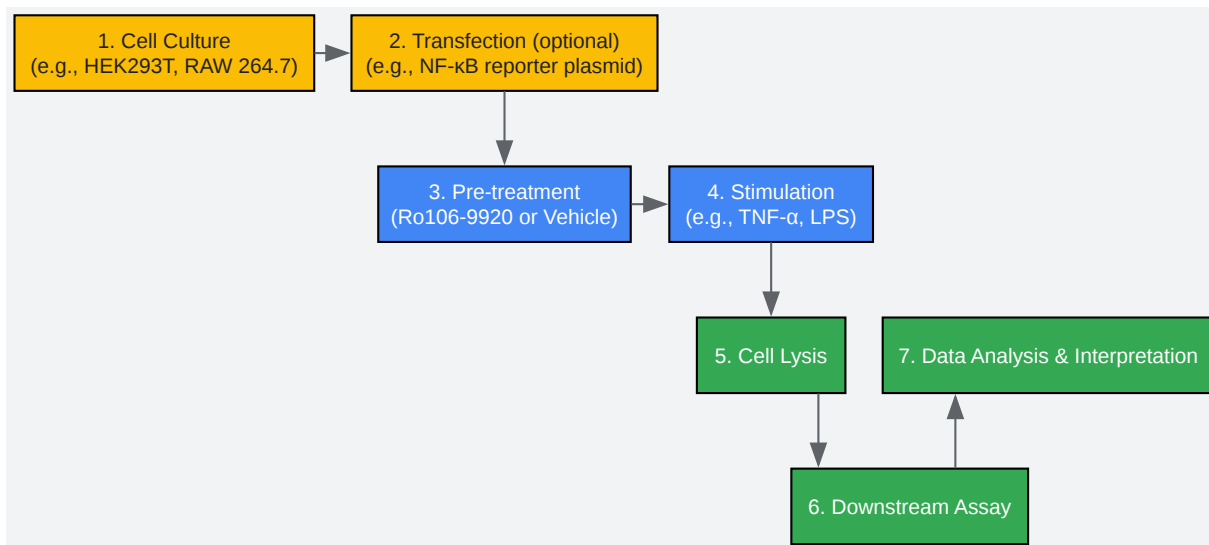 1. Cell Culture
(e.g., HEK293T, RAW 264.7)
2. Transfection (optional)
(e.g., NF-κB reporter plasmid)
3. Pre-treatment
(Ro106-9920 or Vehicle)
4. Stimulation
(e.g., TNF-α, LPS)
5. Cell Lysis
7. Data Analysis & Interpretation
6. Downstream Assay